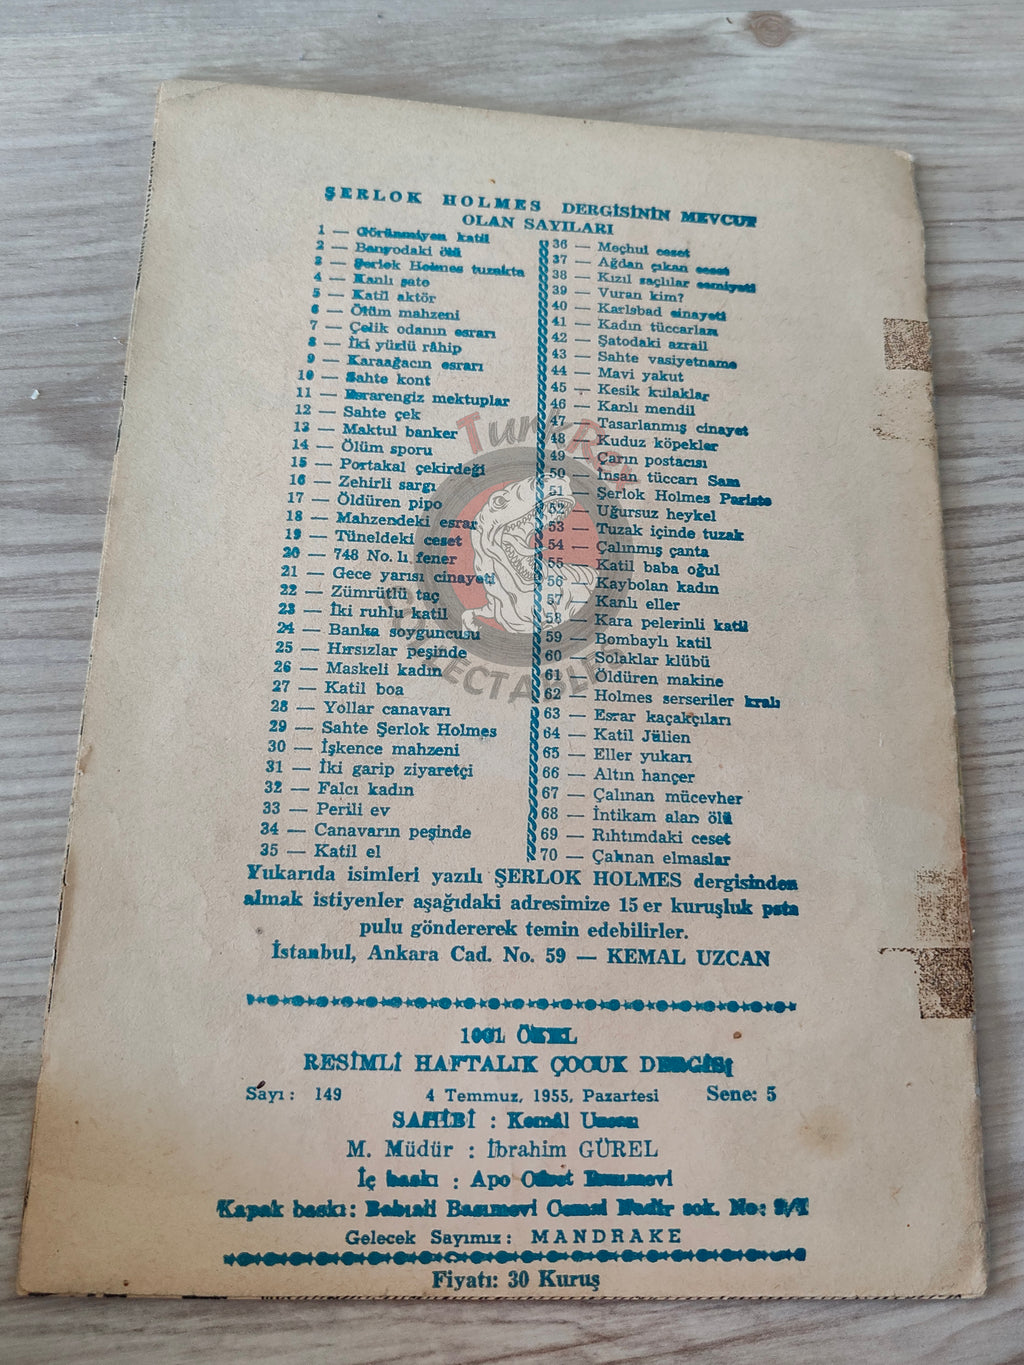 ŞERLOK HOLMES DERGİSİNİN MEVCUT
OLAN SAYILARI
1 — Görünmiyen katil
2 — Banyodaki ölü
3 — Şerlok Holmes tuzakta
4 — Kanlı şato
5 — Katil aktör
6 — Ölüm mahzeni
7 — Çelik odanın esrarı
8 — İki yüzlü râhip
9 — Karaağacın esrarı
10 — Sahte kont
11 — Esrarengiz mektuplar
12 — Sahte çek
13 — Maktul banker
14 — Ölüm sporu
15 — Portakal çekirdeği
16 — Zehirli sargı
17 — Öldüren pipo
18 — Mahzendeki esrar
19 — Tüneldeki ceset
20 — 748 No. lı fener
21 — Gece yarısı cinayeti
22 — Zümrütlü taç
23 — İki ruhlu katil
24 — Banka soyguncusu
25 — Hırsızlar peşinde
26 — Maskeli kadın
27 — Katil boa
28 — Yollar canavarı
29 — Sahte Şerlok Holmes
30 — İşkence mahzeni
31 — İki garip ziyaretçi
32 — Falcı kadın
33 — Perili ev
34 — Canavarın peşinde
35 — Katil el
36 — Meçhul ceset
37 — Ağdan çıkan ceset
38 — Kızıl saçlılar cemiyeti
39 — Vuran kim?
40 — Karlsbad cinayeti
41 — Kadın tüccarları
42 — Şatodaki azrail
43 — Sahte vasiyetname
44 — Mavi yakut
45 — Kesik kulaklar
46 — Kanlı mendil
47 — Tasarlanmış cinayet
48 — Kuduz köpekler
49 — Çarın postacısı
50 — İnsan tüccarı Sam
51 — Şerlok Holmes Pariste
52 — Uğursuz heykel
53 — Tuzak içinde tuzak
54 — Çalınmış çanta
55 — Katil baba oğul
56 — Kaybolan kadın
57 — Kanlı eller
58 — Kara pelerinli katil
59 — Bombaylı katil
60 — Solaklar klübü
61 — Öldüren makine
62 — Holmes serseriler kralı
63 — Esrar kaçakçıları
64 — Katil Jülien
65 — Eller yukarı
66 — Altın hançer
67 — Çalınan mücevher
68 — İntikam alan ölü
69 — Rıhtımdaki ceset
70 — Çalınan elmaslar
Yukarıda isimleri yazılı ŞERLOK HOLMES dergisinden
almak istiyenler aşağıdaki adresimize 15 er kuruşluk psta
pulu göndererek temin edebilirler.
İstanbul, Ankara Cad. No. 59 — KEMAL UZCAN
1001 ÖZEL
RESİMLİ HAFTALIK ÇOCUK DERGİSİ
Sayı: 149 4 Temmuz, 1955, Pazartesi Sene: 5
SAHİBİ : Kemâl Uzcan
M. Müdür : İbrahim GÜREL
İç baskı : Apo Ofset Basımevi
Kapak baskı: Babıali Basımevi Cemal Nadir sok. No:
Gelecek Sayımız: MANDRAKE
Fiyatı: 30 Kuruş
TurkRex
COLLECTABLES